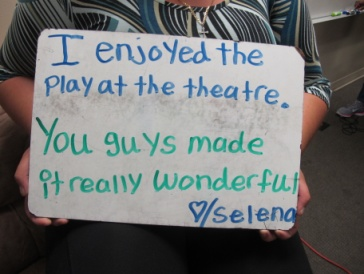 I enjoyed the
play at the theatre.
You guys made
it really wonderful
♡/selena